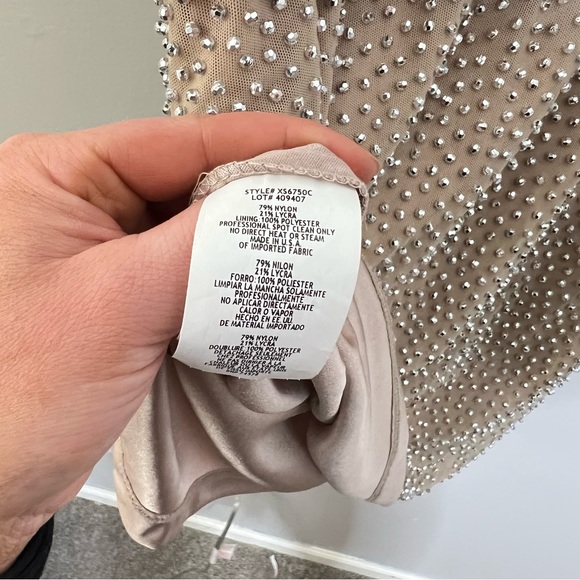 STYLE# XS6750C
LOT# 409407
79% NYLON
21% LYCRA
LINING: 100% POLYESTER
PROFESSIONAL SPOT CLEAN ONLY
NO DIRECT HEAT OR STEAM
MADE IN U.S.A.
OF IMPORTED FABRIC
79% NILON
21% LYCRA
FORRO: 100% POLIESTER
LIMPIAR LA MANCHA SOLAMENTE
PROFESIONALMENTE
NO APLICAR DIRECTAMENTE
CALOR O VAPOR
HECHO EN EE.UU.
DE MATERIAL IMPORTADO
79% NYLON
21% LYCRA
DOUBLURE: 100% POLYESTER
SEULEMENT